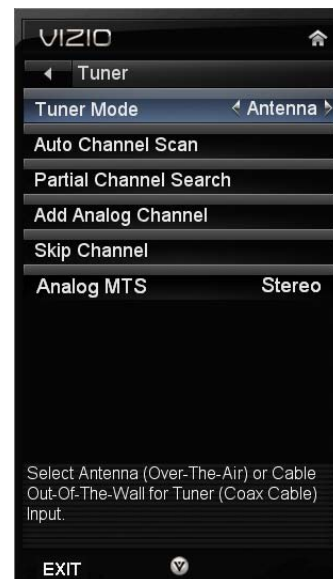 VIZIO
Tuner
Tuner Mode Antenna
Auto Channel Scan
Partial Channel Search
Add Analog Channel
Skip Channel
Analog MTS Stereo
Select Antenna (Over-The-Air) or Cable
Out-Of-The-Wall for Tuner (Coax Cable)
Input.
EXIT V